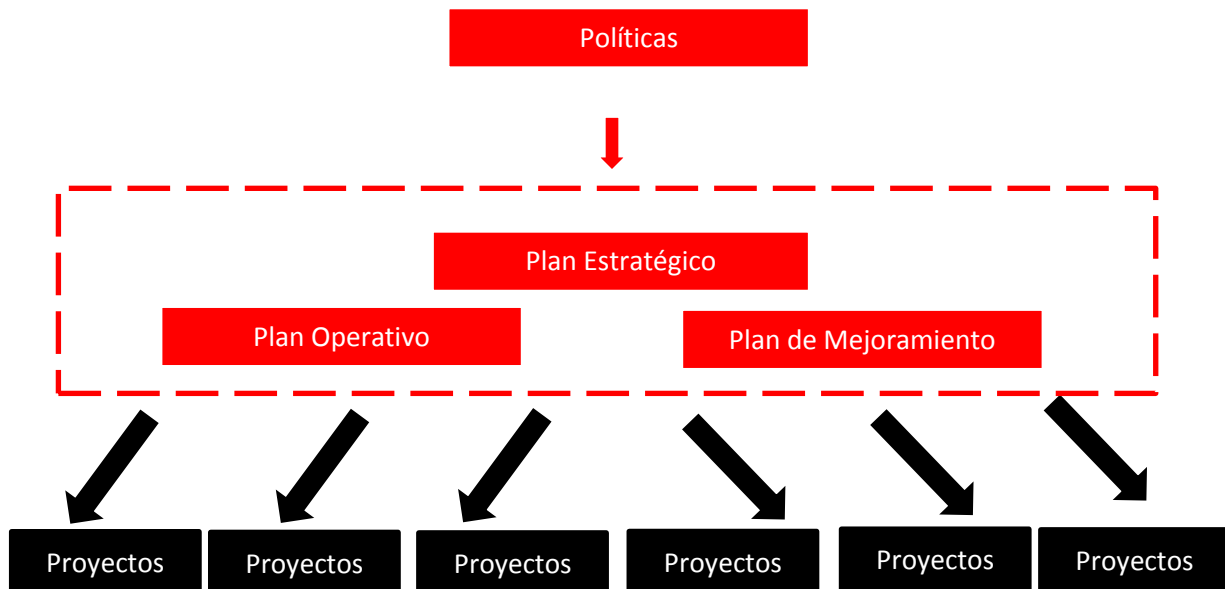 Políticas
Plan Estratégico
Plan Operativo
Plan de Mejoramiento
Proyectos
Proyectos
Proyectos
Proyectos
Proyectos
Proyectos